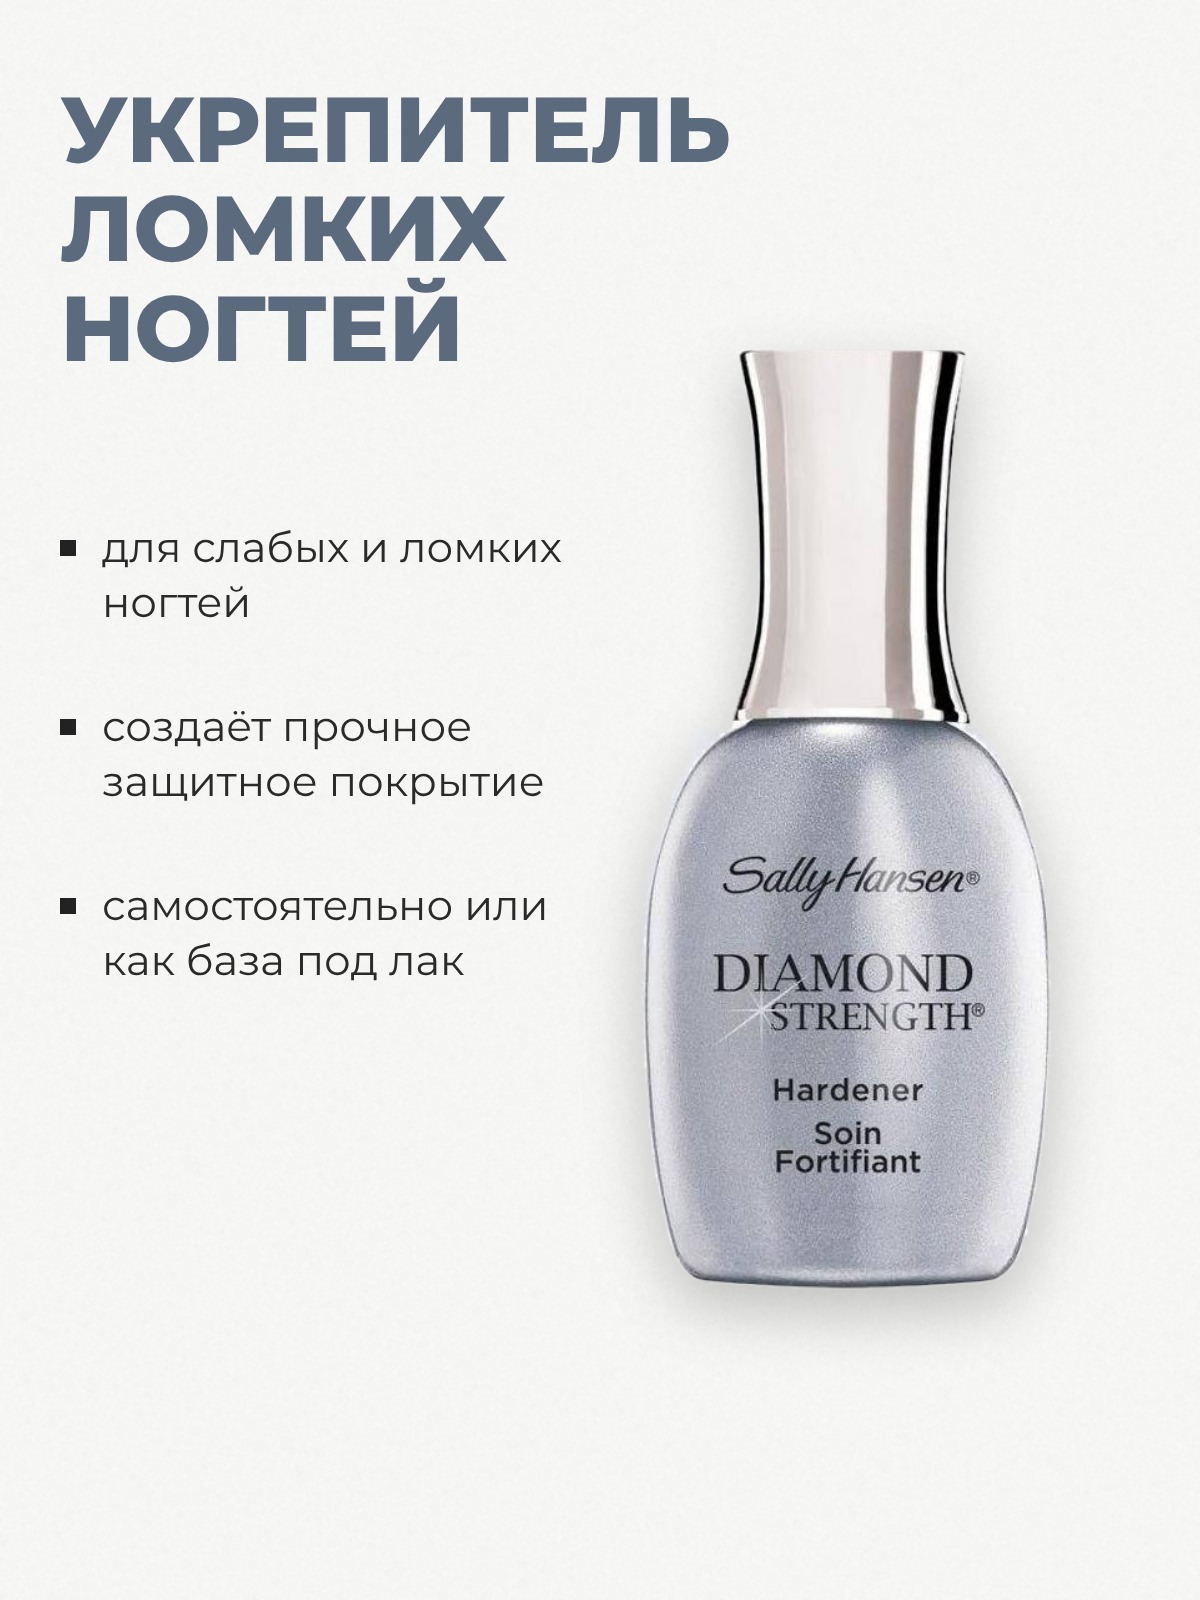 УКРЕПИТЕЛЬ
ЛОМКИХ
НОГТЕЙ
для слабых и ломких
ногтей
создаёт прочное
защитное покрытие
самостоятельно или
как база под лак
Sally Hansen®
DIAMOND
STRENGTH®
Hardener
Soin
Fortifiant